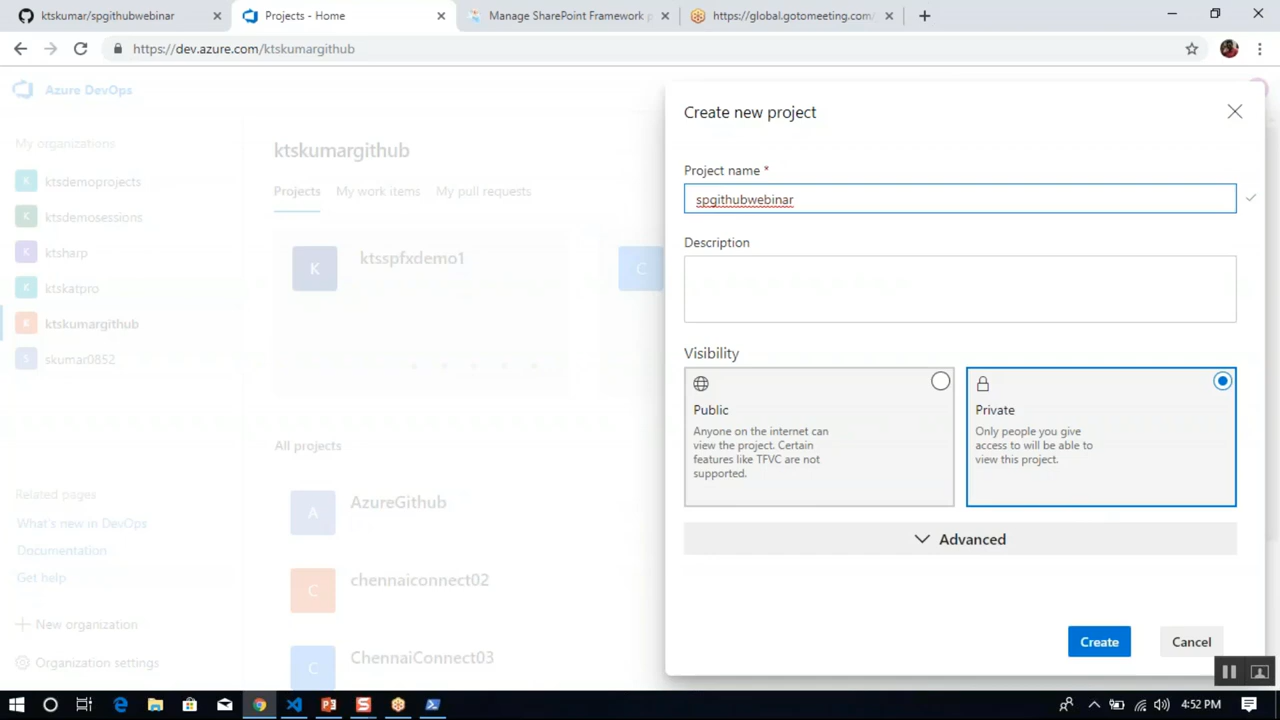 ktskumar/spgithubwebinar
Projects - Home
Manage SharePoint Framework p
https://global.gotomeeting.com/
https://dev.azure.com/ktskumargithub
Azure DevOps
My organizations
K ktsdemoprojects
K ktsdemosessions
K ktsharp
K ktskatpro
K ktskumargithub
S skumar0852
Related pages
What's new in DevOps
Documentation
Get help
New organization
Organization settings
ktskumargithub
Projects My work items My pull requests
K ktsspfxdemo1
C
All projects
A AzureGithub
C chennaiconnect02
C ChennaiConnect03
Create new project
Project name *
spgithubwebinar
Description
Visibility
Public
Anyone on the internet can
view the project. Certain
features like TFVC are not
supported.
Private
Only people you give
access to will be able to
view this project.
Advanced
Create Cancel
4:52 PM